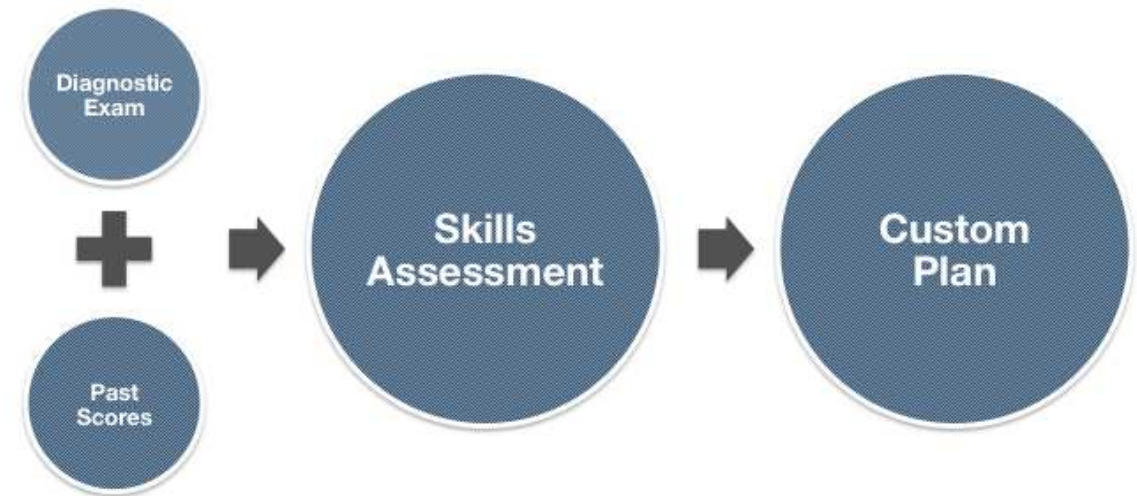 Diagnostic
Exam
Past
Scores
Skills
Assessment
Custom
Plan